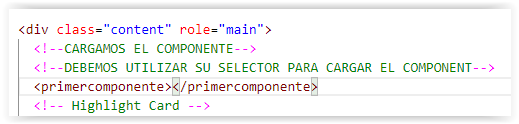 <div class="content" role="main">
<!--CARGAMOS EL COMPONENTE-->
<!--DEBEMOS UTILIZAR SU SELECTOR PARA CARGAR EL COMPONENT-->
<primercomponente></primercomponente>
<!-- Highlight Card -->